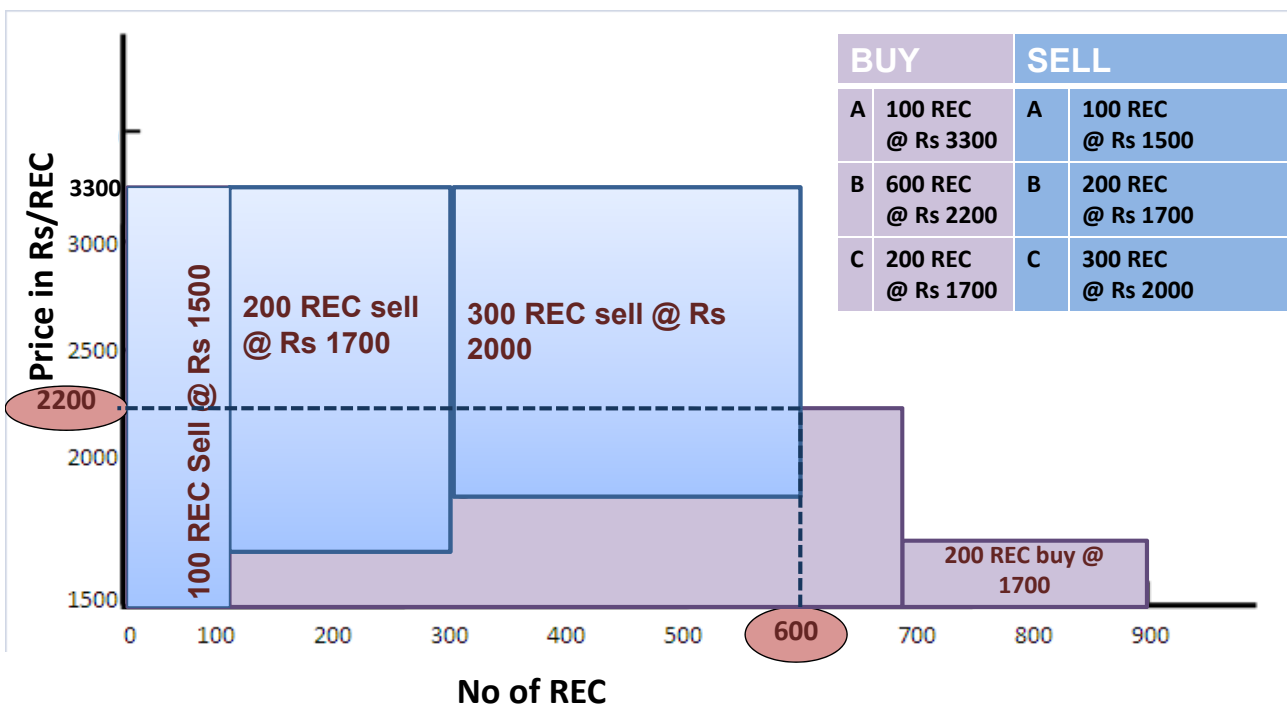 BUY SELL
A 100 REC @ Rs 3300 A 100 REC @ Rs 1500
B 600 REC @ Rs 2200 B 200 REC @ Rs 1700
C 200 REC @ Rs 1700 C 300 REC @ Rs 2000
Price in Rs/REC
3300
3000
2500
2200
2000
1500
100 REC Sell @ Rs 1500
200 REC sell
@ Rs 1700
300 REC sell @ Rs
2000
200 REC buy @
1700
0 100 200 300 400 500 600 700 800 900
No of REC